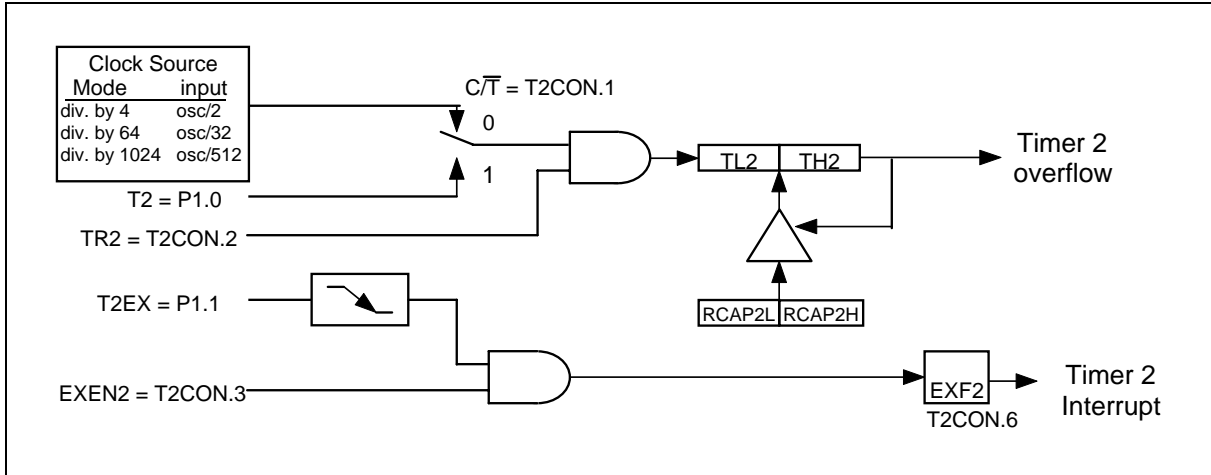 Clock Source
Mode input
div. by 4 osc/2
div. by 64 osc/32
div. by 1024 osc/512
C/T̅ = T2CON.1
0
1
T2 = P1.0
TR2 = T2CON.2
TL2 TH2
Timer 2
overflow
T2EX = P1.1
RCAP2L RCAP2H
EXEN2 = T2CON.3
EXF2
T2CON.6
Timer 2
Interrupt